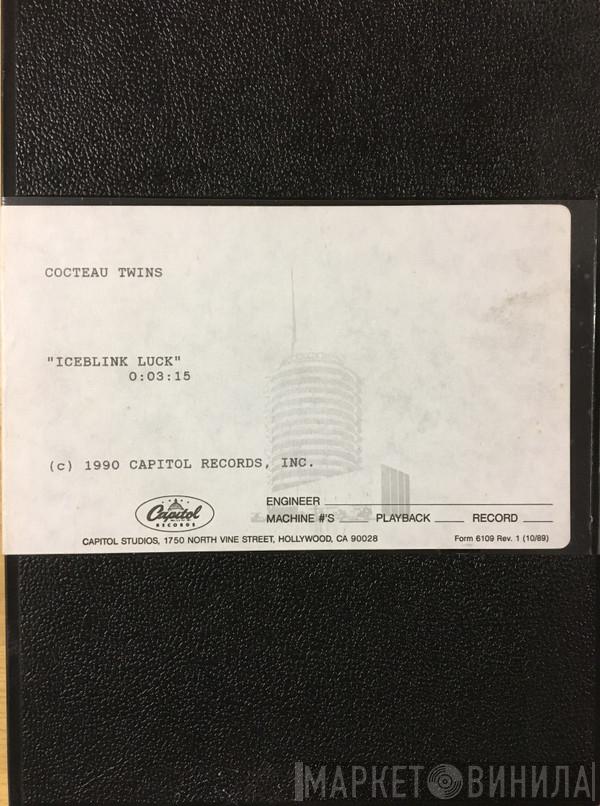 COCTEAU TWINS
"ICEBLINK LUCK"
0:03:15
(c) 1990 CAPITOL RECORDS, INC.
Capitol
RECORDS
ENGINEER
MACHINE #'S PLAYBACK RECORD
CAPITOL STUDIOS, 1750 NORTH VINE STREET, HOLLYWOOD, CA 90028
Form 6109 Rev. 1 (10/89)
МАРКЕТ ВИНИЛА